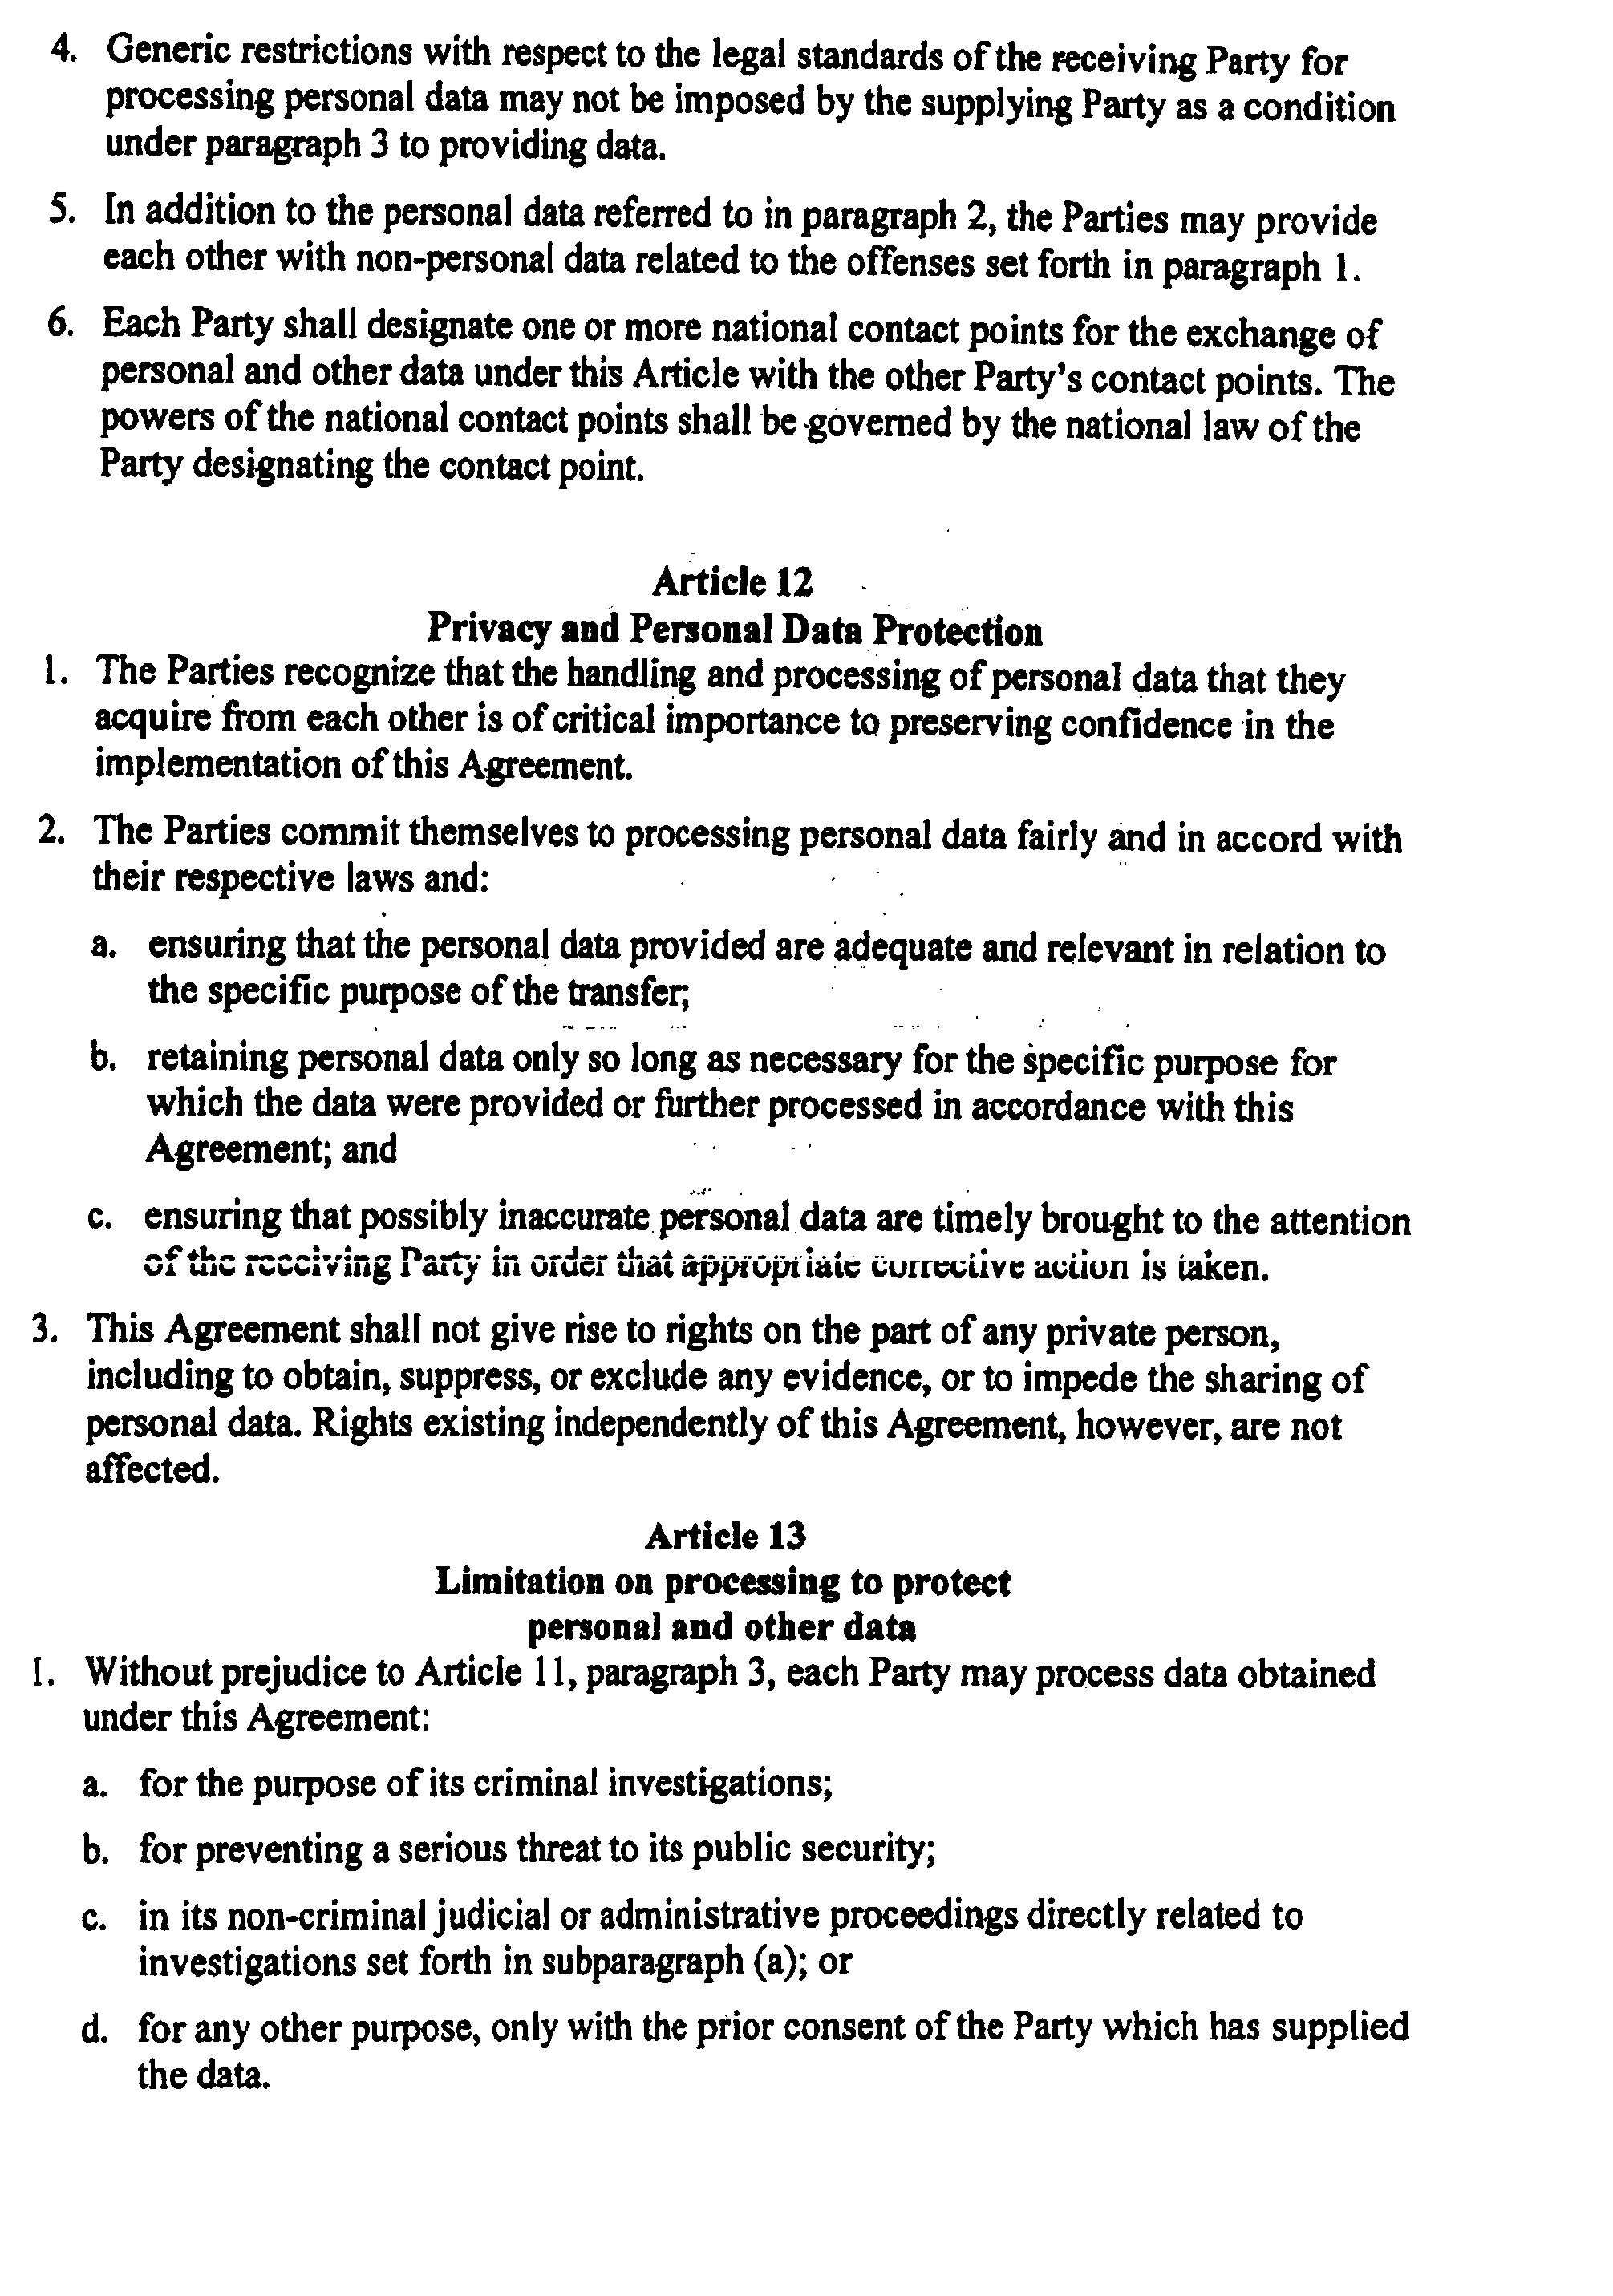 4. Generic restrictions with respect to the legal standards of the receiving Party for
processing personal data may not be imposed by the supplying Party as a condition
under paragraph 3 to providing data.
5. In addition to the personal data referred to in paragraph 2, the Parties may provide
each other with non-personal data related to the offenses set forth in paragraph 1.
6. Each Party shall designate one or more national contact points for the exchange of
personal and other data under this Article with the other Party's contact points. The
powers of the national contact points shall be governed by the national law of the
Party designating the contact point.
Article 12
Privacy and Personal Data Protection
1. The Parties recognize that the handling and processing of personal data that they
acquire from each other is of critical importance to preserving confidence in the
implementation of this Agreement.
2. The Parties commit themselves to processing personal data fairly and in accord with
their respective laws and:
a. ensuring that the personal data provided are adequate and relevant in relation to
the specific purpose of the transfer;
b. retaining personal data only so long as necessary for the specific purpose for
which the data were provided or further processed in accordance with this
Agreement; and
c. ensuring that possibly inaccurate personal data are timely brought to the attention
of the receiving Party in order that appropriate corrective action is taken.
3. This Agreement shall not give rise to rights on the part of any private person,
including to obtain, suppress, or exclude any evidence, or to impede the sharing of
personal data. Rights existing independently of this Agreement, however, are not
affected.
Article 13
Limitation on processing to protect
personal and other data
1. Without prejudice to Article 11, paragraph 3, each Party may process data obtained
under this Agreement:
a. for the purpose of its criminal investigations;
b. for preventing a serious threat to its public security;
c. in its non-criminal judicial or administrative proceedings directly related to
investigations set forth in subparagraph (a); or
d. for any other purpose, only with the prior consent of the Party which has supplied
the data.